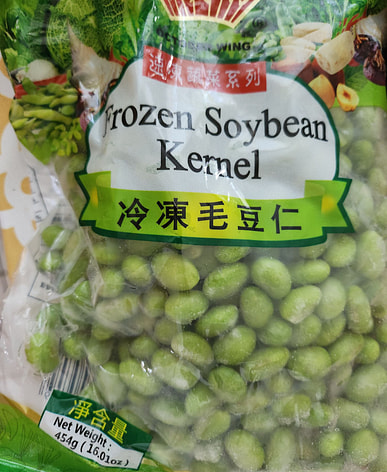 WING
®
速凍蔬菜系列
Frozen Soybean
Kernel
冷凍毛豆仁
淨含量
Net Weight :
454g ( 16.01oz )